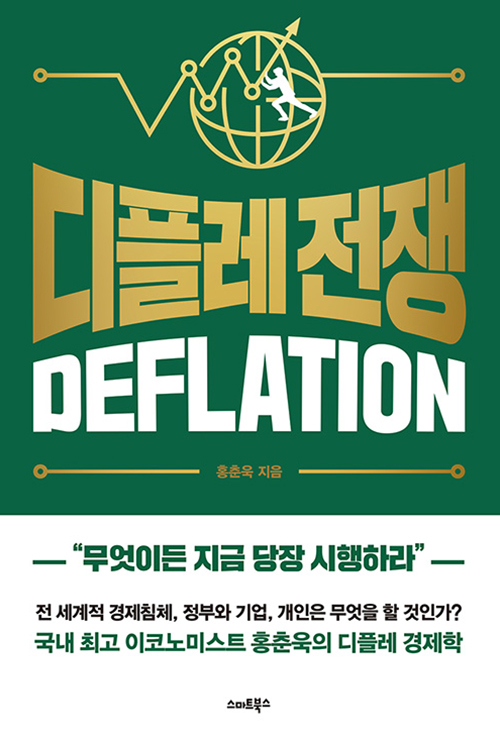 디플레 전쟁
DEFLATION
홍춘욱 지음
“무엇이든 지금 당장 시행하라”
전 세계적 경제침체, 정부와 기업, 개인은 무엇을 할 것인가?
국내 최고 이코노미스트 홍춘욱의 디플레 경제학
스마트북스